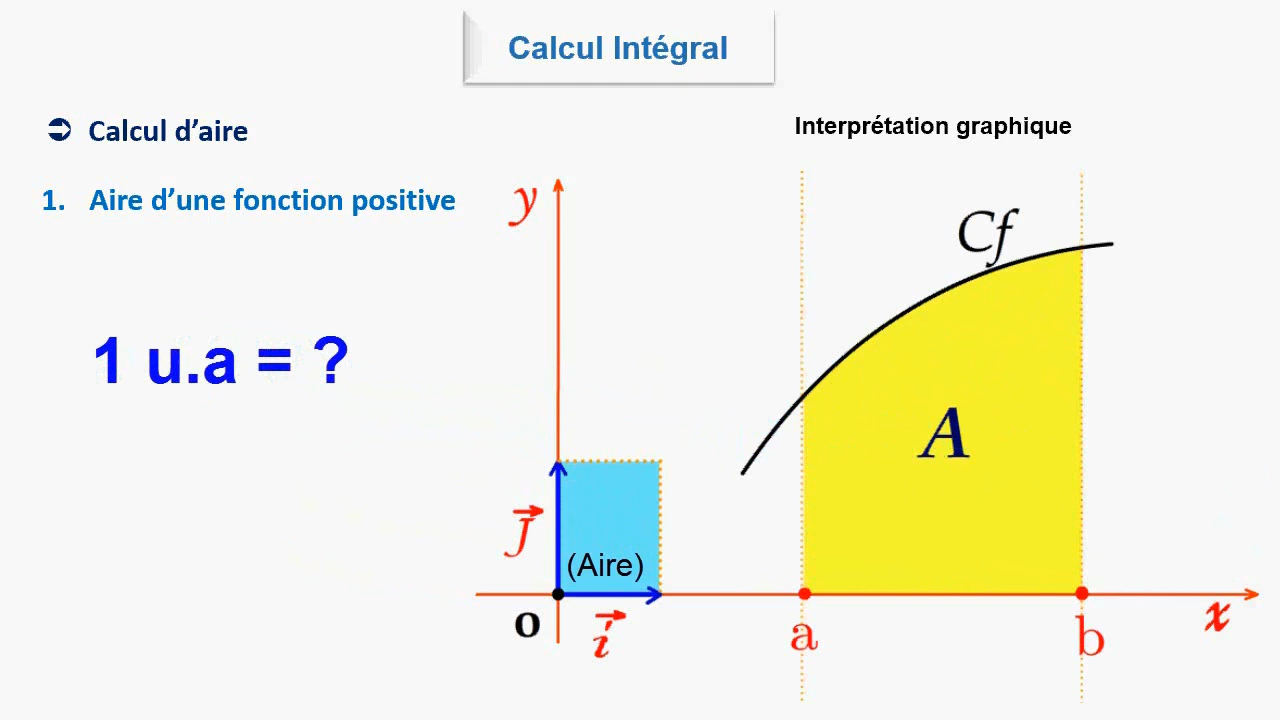 Calcul Intégral
➲ Calcul d’aire
Interprétation graphique
1. Aire d’une fonction positive
y
Cf
1 u.a = ?
A
J⃗
(Aire)
o
i⃗
a
b
x